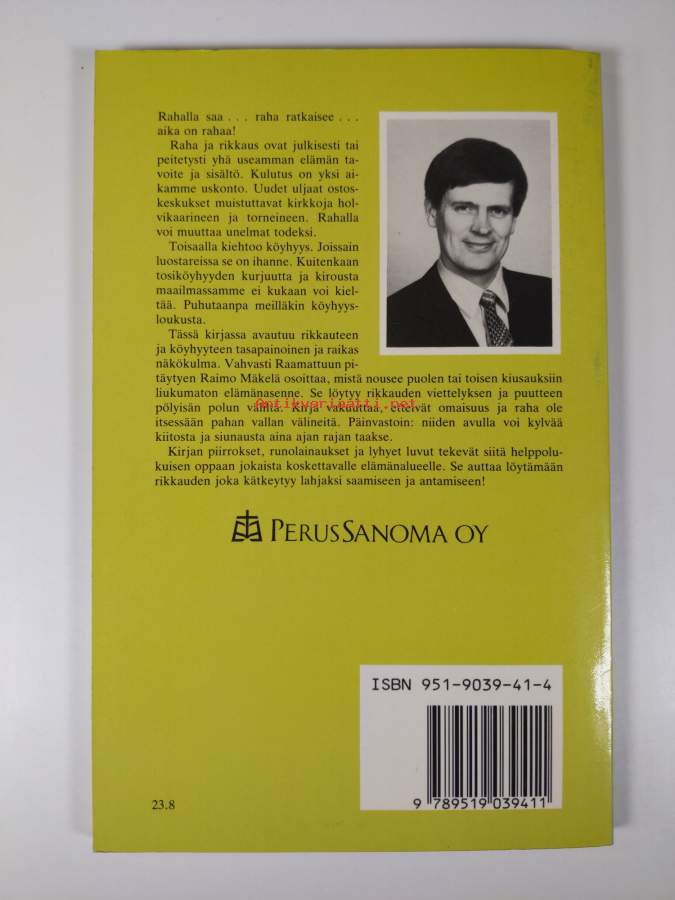 Rahalla saa . . . raha ratkaisee . . .
aika on rahaa!
Raha ja rikkaus ovat julkisesti tai
peitetysti yhä useamman elämän ta-
voite ja sisältö. Kulutus on yksi ai-
kamme uskonto. Uudet uljaat ostos-
keskukset muistuttavat kirkkoja hol-
vikaarineen ja torneineen. Rahalla
voi muuttaa unelmat todeksi.
Toisaalla kiehtoo köyhyys. Joissain
luostareissa se on ihanne. Kuitenkaan
tosiköyhyyden kurjuutta ja kirousta
maailmassamme ei kukaan voi kiel-
tää. Puhutaanpa meilläkin köyhyys-
loukusta.
Tässä kirjassa avautuu rikkauteen
ja köyhyyteen tasapainoinen ja raikas
näkökulma. Vahvasti Raamattuun pi-
täytyen Raimo Mäkelä osoittaa, mistä nousee puolen tai toisen kiusauksiin
liukumaton elämänasenne. Se löytyy rikkauden viettelyksen ja puutteen
pölyisän polun väliltä. Kirja vakuuttaa, etteivät omaisuus ja raha ole
Antikvariaatti.net
itsessään pahan vallan välineitä. Päinvastoin: niiden avulla voi kylvää
kiitosta ja siunausta aina ajan rajan taakse.
Kirjan piirrokset, runolainaukset ja lyhyet luvut tekevät siitä helppolu-
kuisen oppaan jokaista koskettavalle elämänalueelle. Se auttaa löytämään
rikkauden joka kätkeytyy lahjaksi saamiseen ja antamiseen!
PERUSSANOMA OY
ISBN 951-9039-41-4
9 789519 039411
23.8